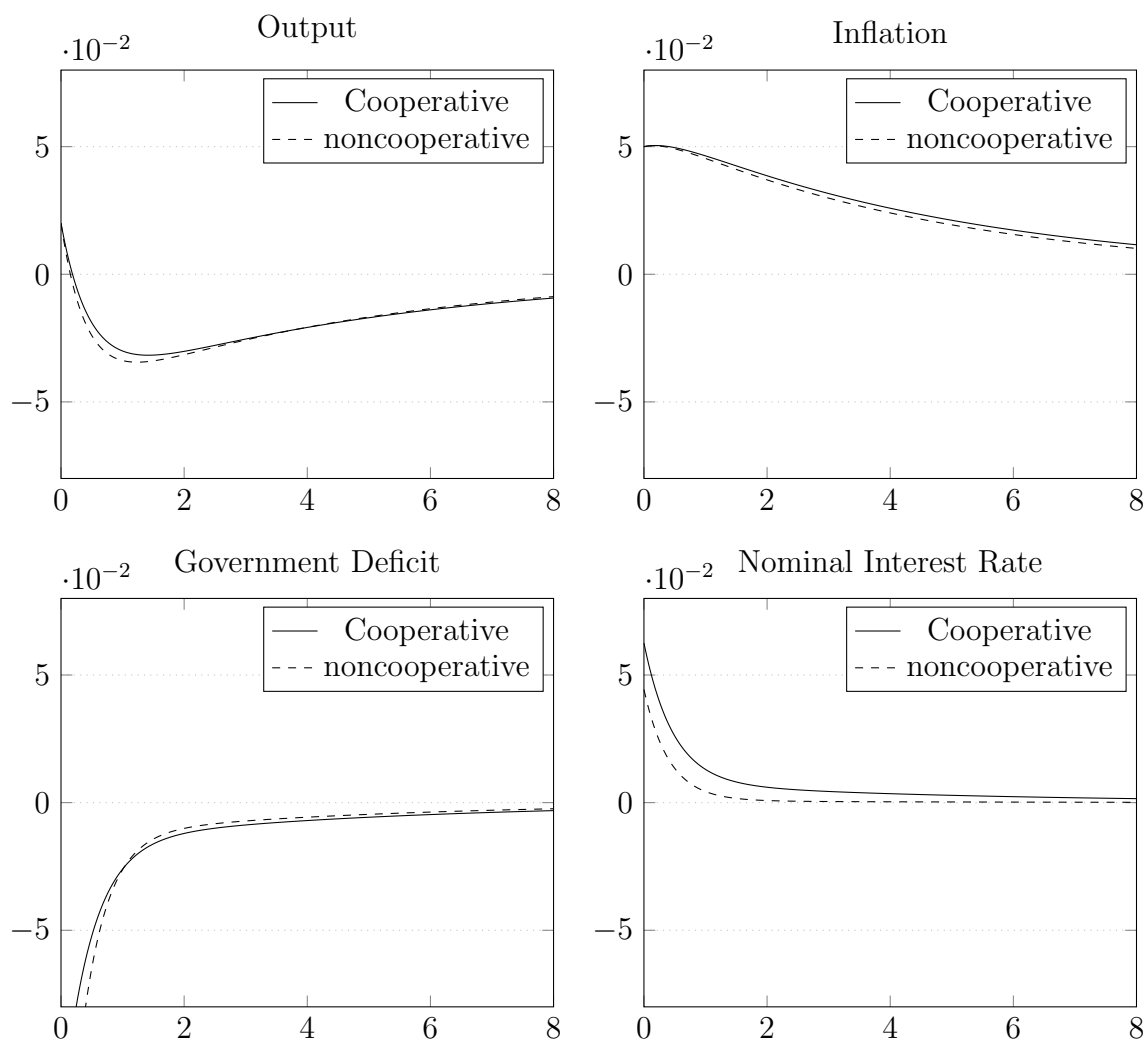 Output
·10⁻²
Cooperative
noncooperative
5
0
−5
0 2 4 6 8
Inflation
·10⁻²
Cooperative
noncooperative
5
0
−5
0 2 4 6 8
Government Deficit
·10⁻²
Cooperative
noncooperative
5
0
−5
0 2 4 6 8
Nominal Interest Rate
·10⁻²
Cooperative
noncooperative
5
0
−5
0 2 4 6 8